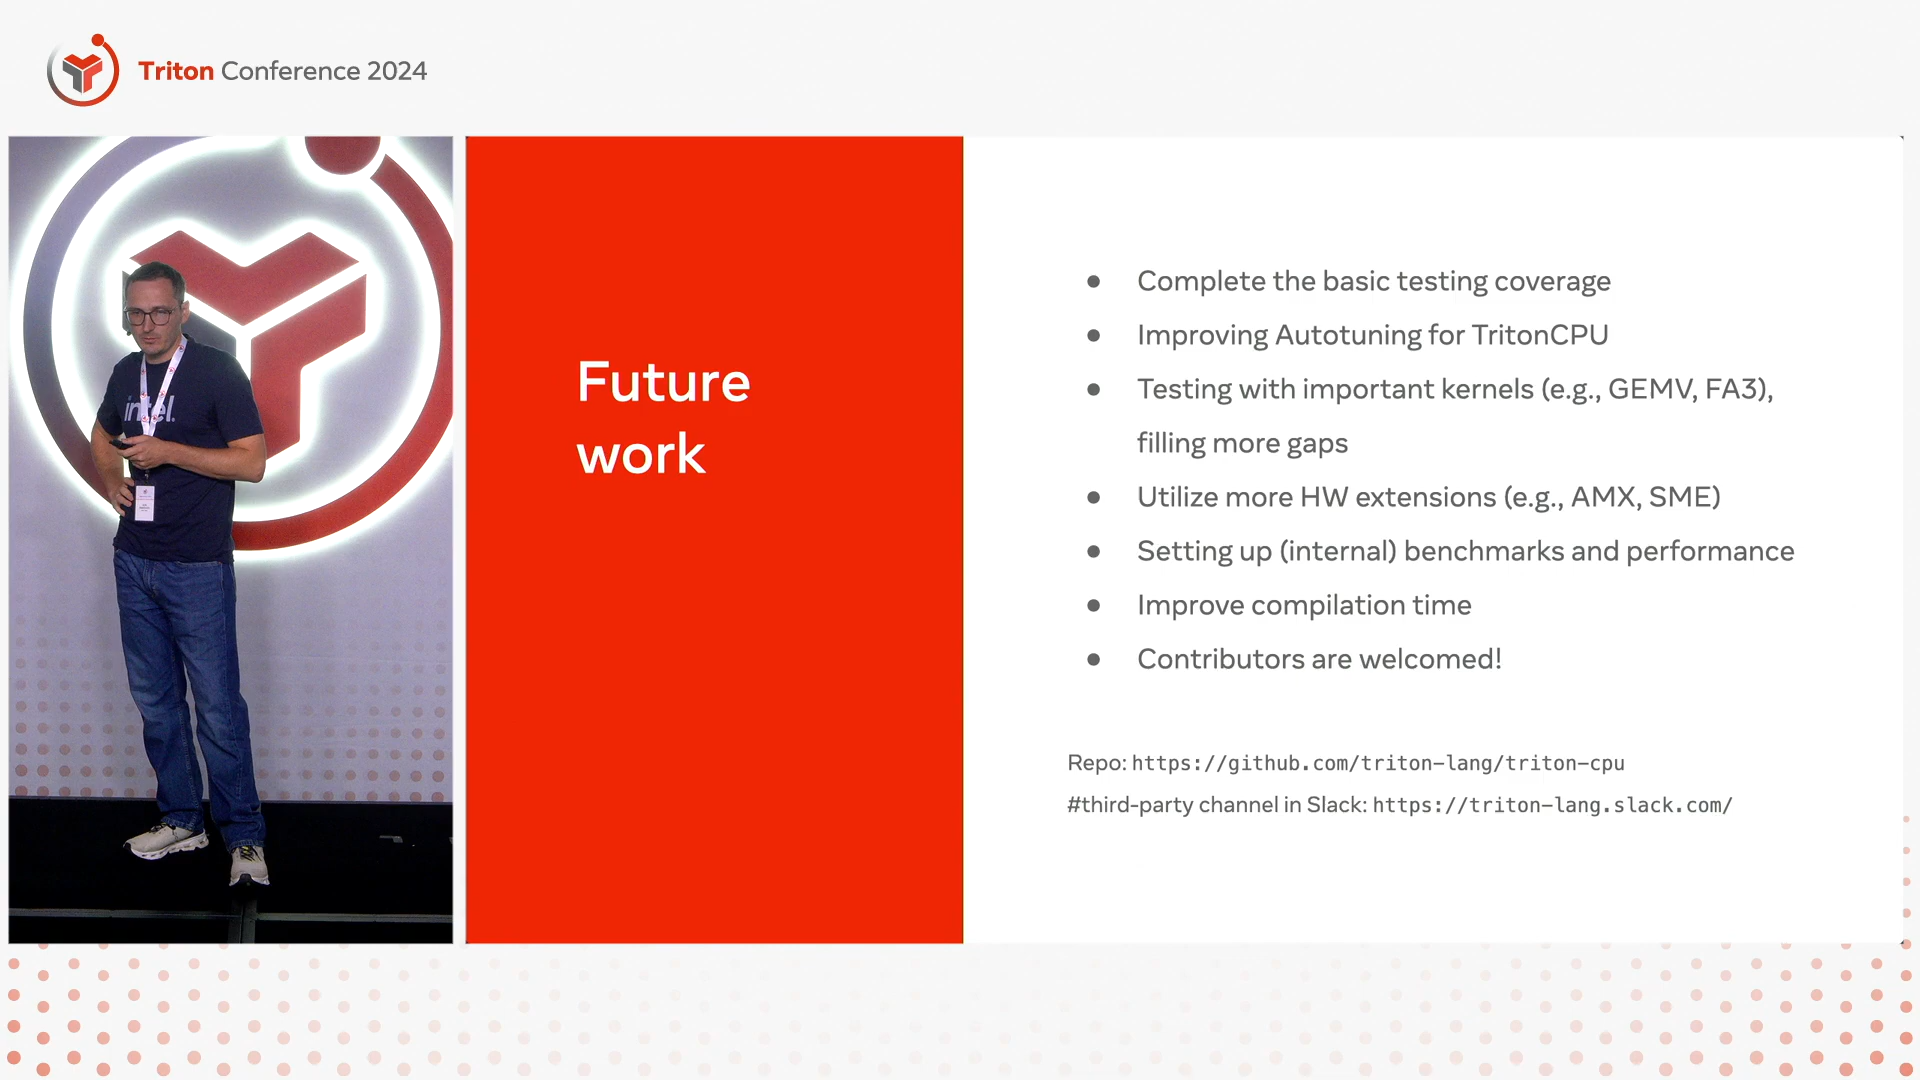 Triton Conference 2024
intel.
Future
work
● Complete the basic testing coverage
● Improving Autotuning for TritonCPU
● Testing with important kernels (e.g., GEMV, FA3),
filling more gaps
● Utilize more HW extensions (e.g., AMX, SME)
● Setting up (internal) benchmarks and performance
● Improve compilation time
● Contributors are welcomed!
Repo: https://github.com/triton-lang/triton-cpu
#third-party channel in Slack: https://triton-lang.slack.com/